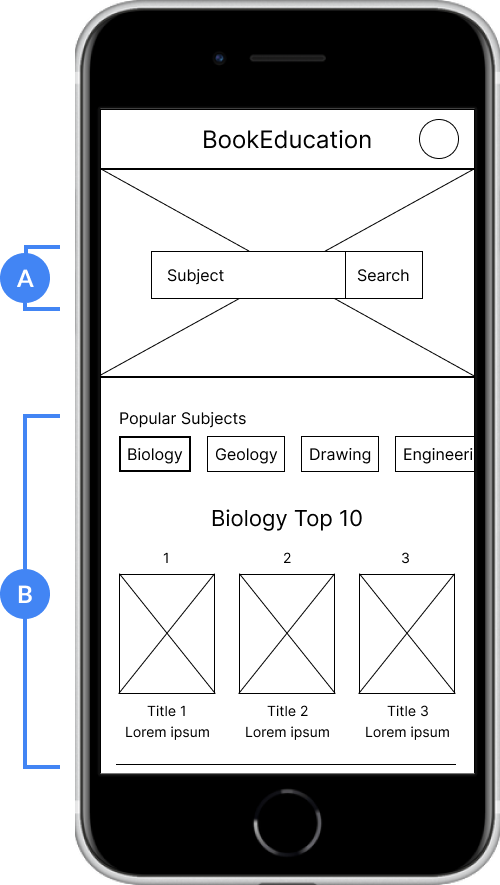 BookEducation
A
Subject Search
Popular Subjects
Biology Geology Drawing Engineeri
Biology Top 10
B
1 2 3
Title 1 Title 2 Title 3
Lorem ipsum Lorem ipsum Lorem ipsum